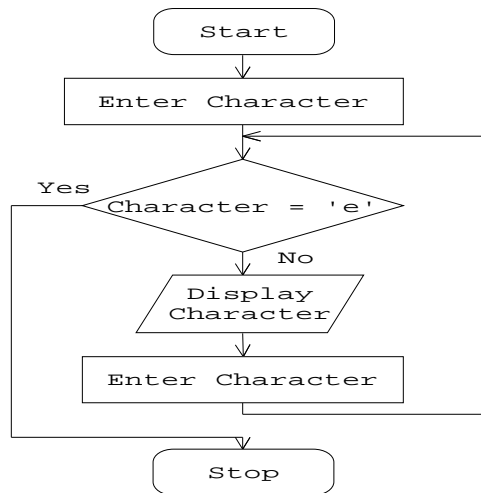 Start
Enter Character
Yes
Character = 'e'
No
Display
Character
Enter Character
Stop